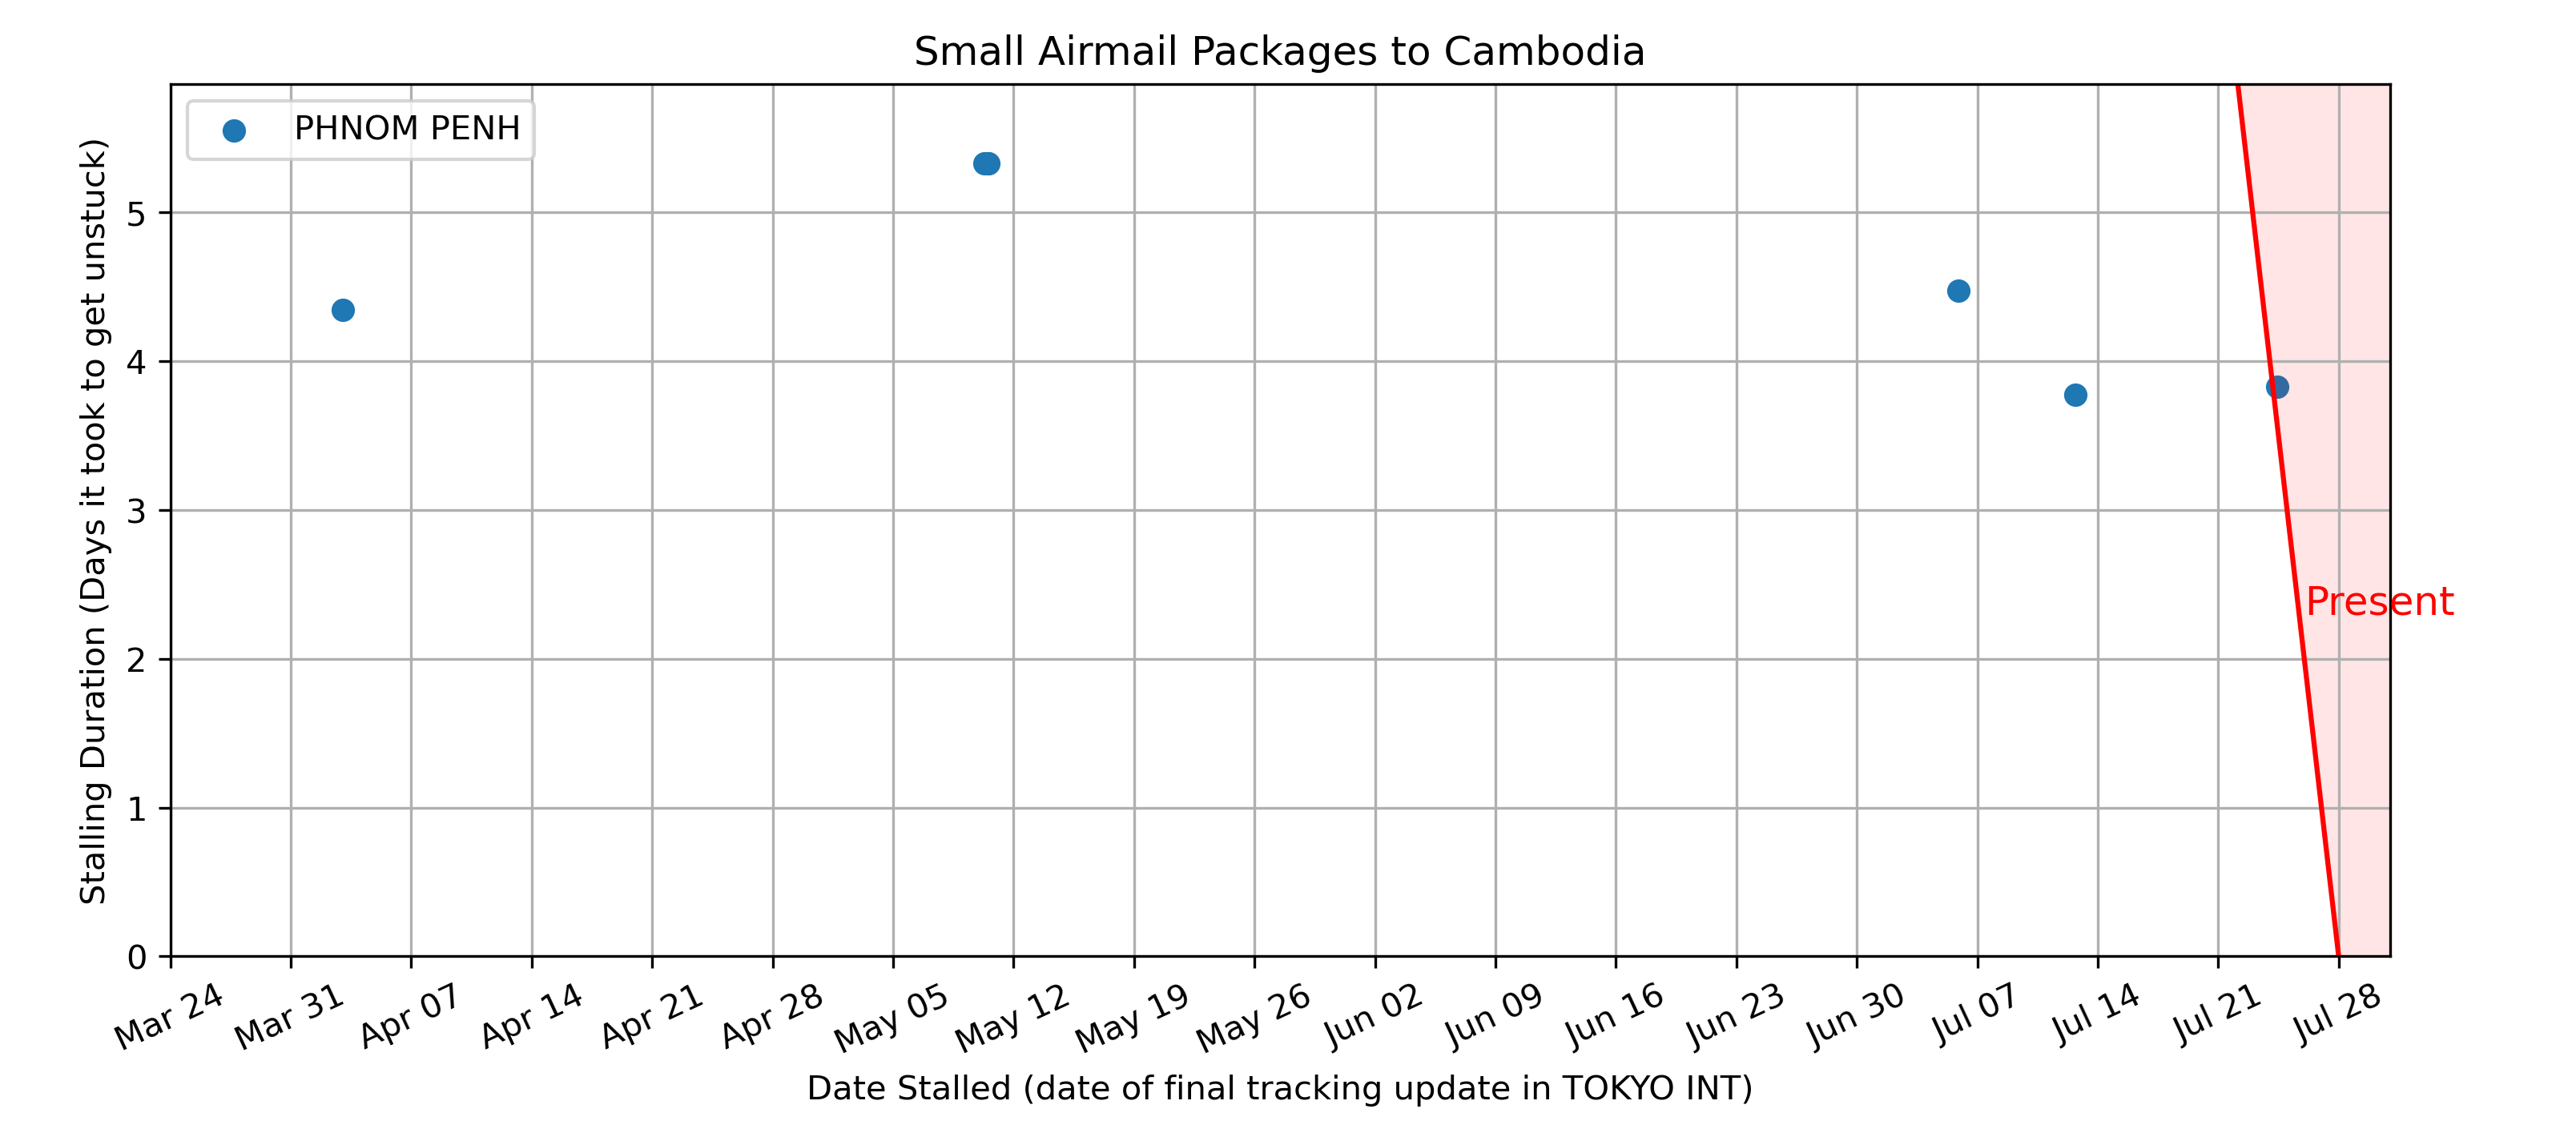 Small Airmail Packages to Cambodia
PHNOM PENH
Stalling Duration (Days it took to get unstuck)
5
4
3
2
1
0
Present
Mar 24
Mar 31
Apr 07
Apr 14
Apr 21
Apr 28
May 05
May 12
May 19
May 26
Jun 02
Jun 09
Jun 16
Jun 23
Jun 30
Jul 07
Jul 14
Jul 21
Jul 28
Date Stalled (date of final tracking update in TOKYO INT)